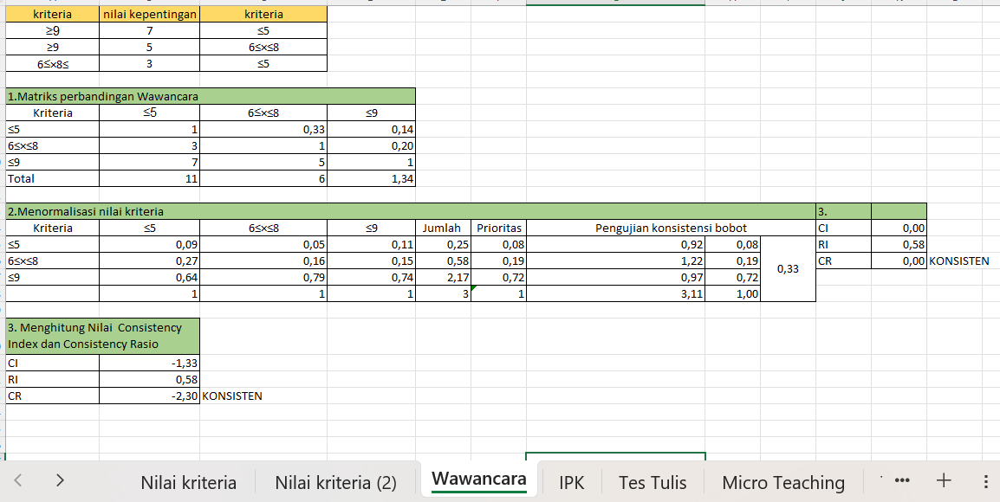 kriteria nilai kepentingan kriteria
≥9 7 ≤5
≥9 5 6≤×≤8
6≤×8≤ 3 ≤5
1.Matriks perbandingan Wawancara
Kriteria ≤5 6≤×≤8 ≤9
≤5 1 0,33 0,14
6≤×≤8 3 1 0,20
≤9 7 5 1
Total 11 6 1,34
2.Menormalisasi nilai kriteria 3.
Kriteria ≤5 6≤×≤8 ≤9 Jumlah Prioritas Pengujian konsistensi bobot CI 0,00
≤5 0,09 0,05 0,11 0,25 0,08 0,92 0,08 RI 0,58
6≤×≤8 0,27 0,16 0,15 0,58 0,19 1,22 0,19 0,33 CR 0,00 KONSISTEN
≤9 0,64 0,79 0,74 2,17 0,72 0,97 0,72
1 1 1 3 1 3,11 1,00
3. Menghitung Nilai Consistency
Index dan Consistency Rasio
CI -1,33
RI 0,58
CR -2,30 KONSISTEN
Nilai kriteria Nilai kriteria (2) Wawancara IPK Tes Tulis Micro Teaching